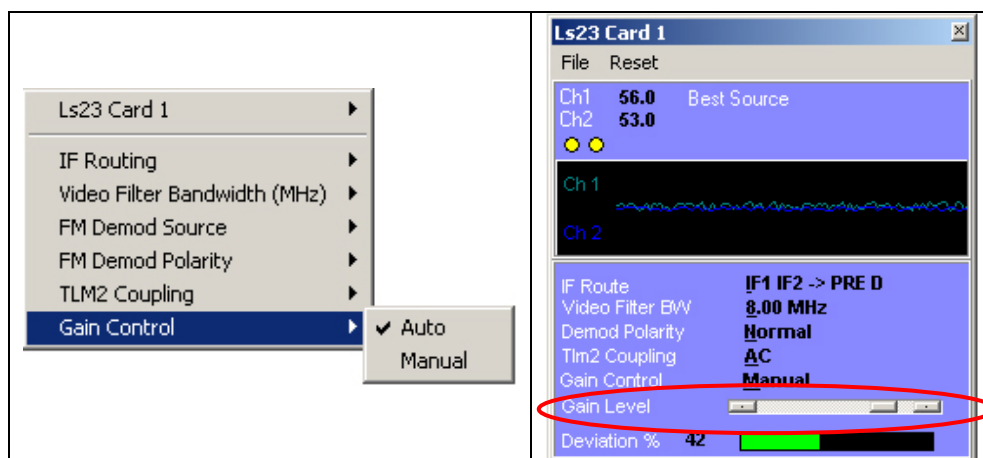 Ls23 Card 1
IF Routing
Video Filter Bandwidth (MHz)
FM Demod Source
FM Demod Polarity
TLM2 Coupling
Gain Control
Auto
Manual
Ls23 Card 1
File Reset
Ch1 56.0 Best Source
Ch2 53.0
Ch 1
Ch 2
IF Route IF1 IF2 -> PRE D
Video Filter BW 8.00 MHz
Demod Polarity Normal
Tlm2 Coupling AC
Gain Control Manual
Gain Level
Deviation % 42